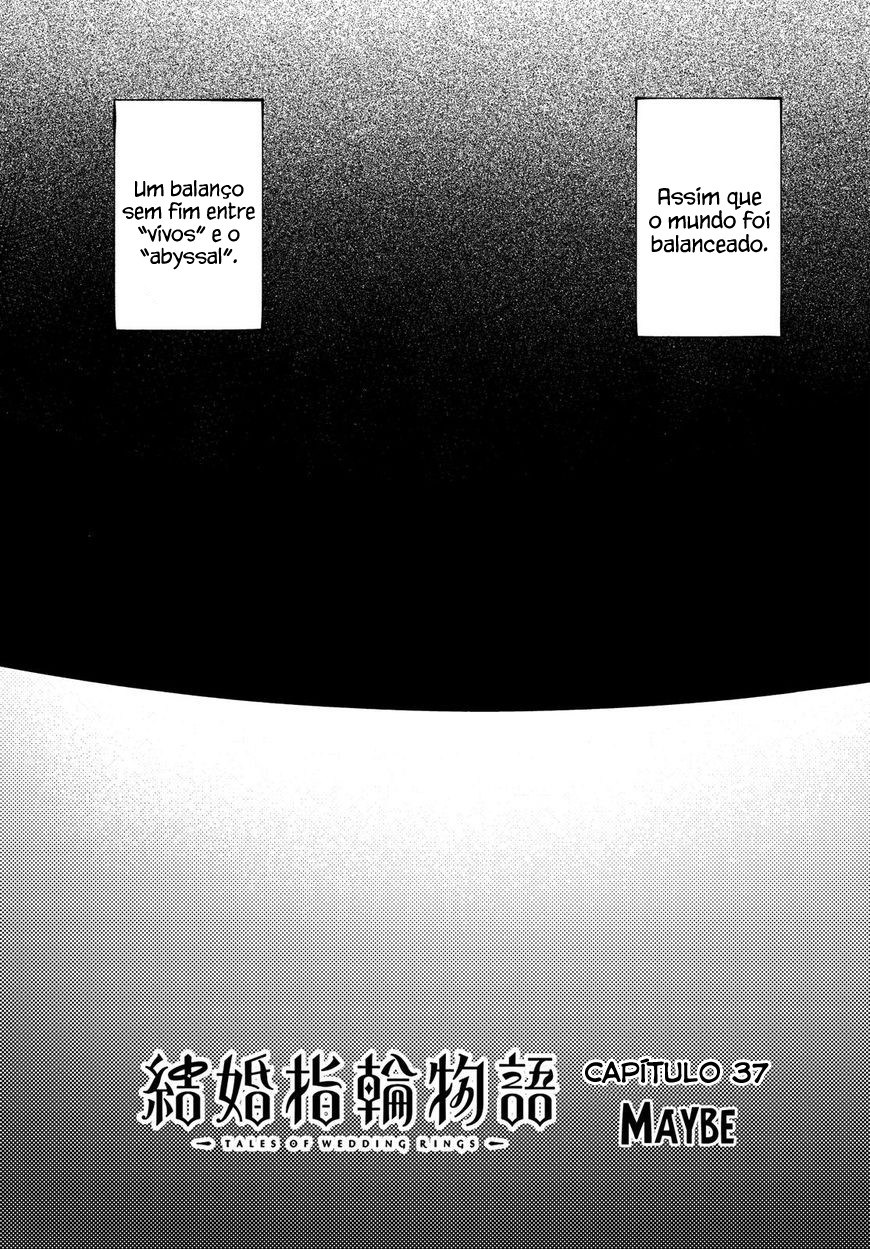 Assim que
o mundo foi
balanceado.
Um balanço
sem fim entre
"vivos" e o
"abyssal".
結婚指輪物語
TALES OF WEDDING RINGS
CAPÍTULO 37
MAYBE